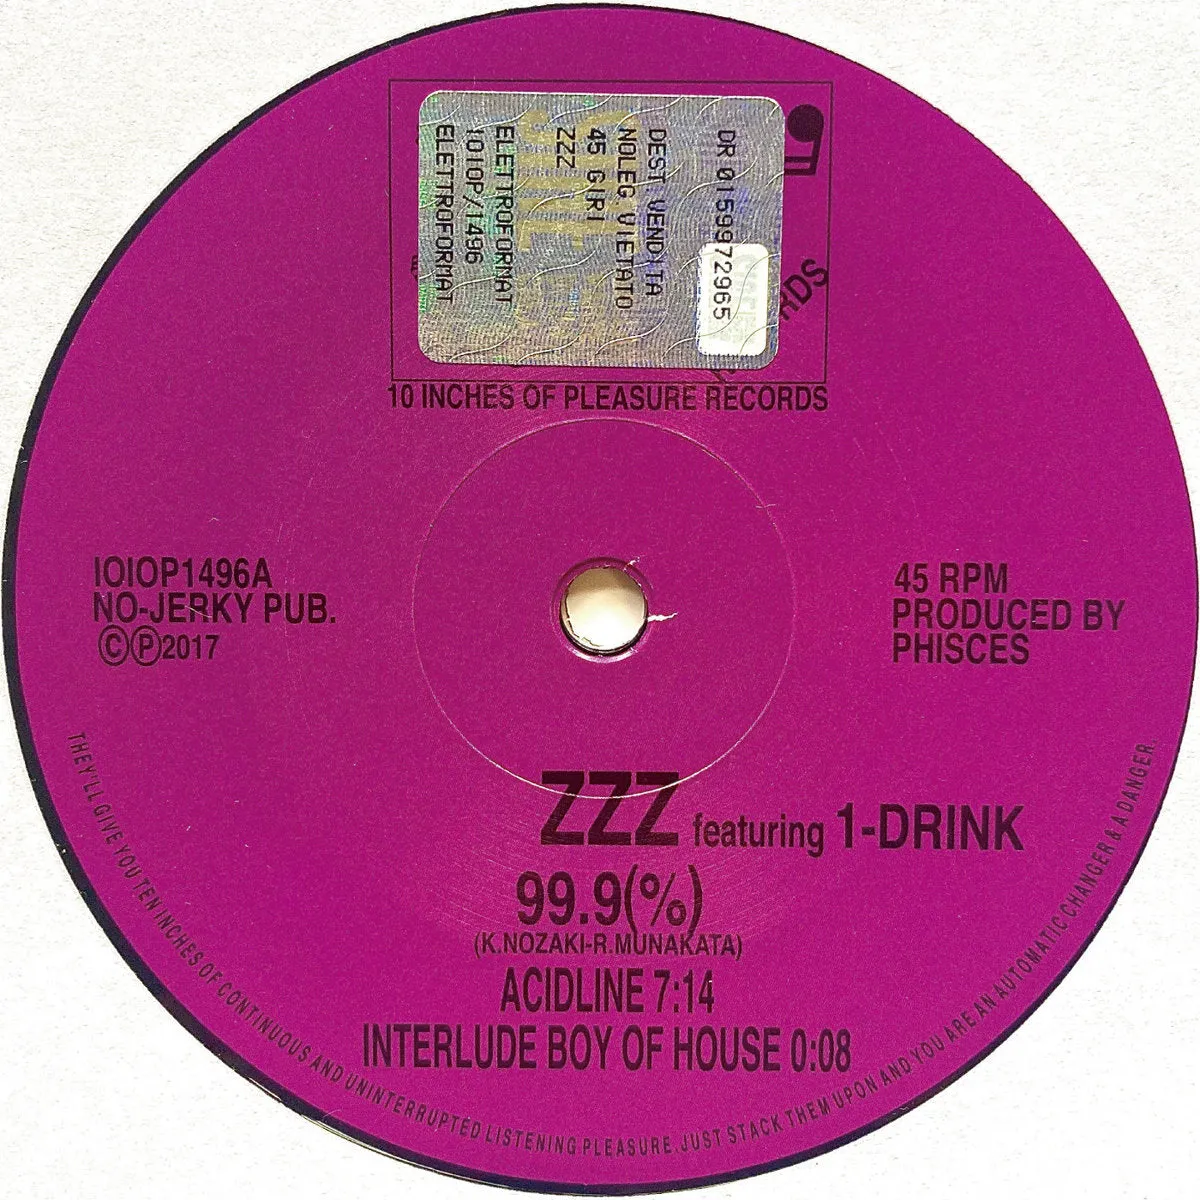 DR 0159972965
DEST.VENDITA
NOLEG.VIETATO
45 GIRI
ZZZ
ELETTROFORMAT
IOIOP/1496
ELETTROFORMAT
RDS
10 INCHES OF PLEASURE RECORDS
IOIOP1496A
NO-JERKY PUB.
©℗2017
45 RPM
PRODUCED BY
PHISCES
ZZZ featuring 1-DRINK
99.9(%)
(K.NOZAKI-R.MUNAKATA)
ACIDLINE 7:14
INTERLUDE BOY OF HOUSE 0:08
THEY'LL GIVE YOU TEN INCHES OF CONTINUOUS AND UNINTERRUPTED LISTENING PLEASURE. JUST STACK THEM UPON AND YOU ARE AN AUTOMATIC CHANGER & A DANGER.